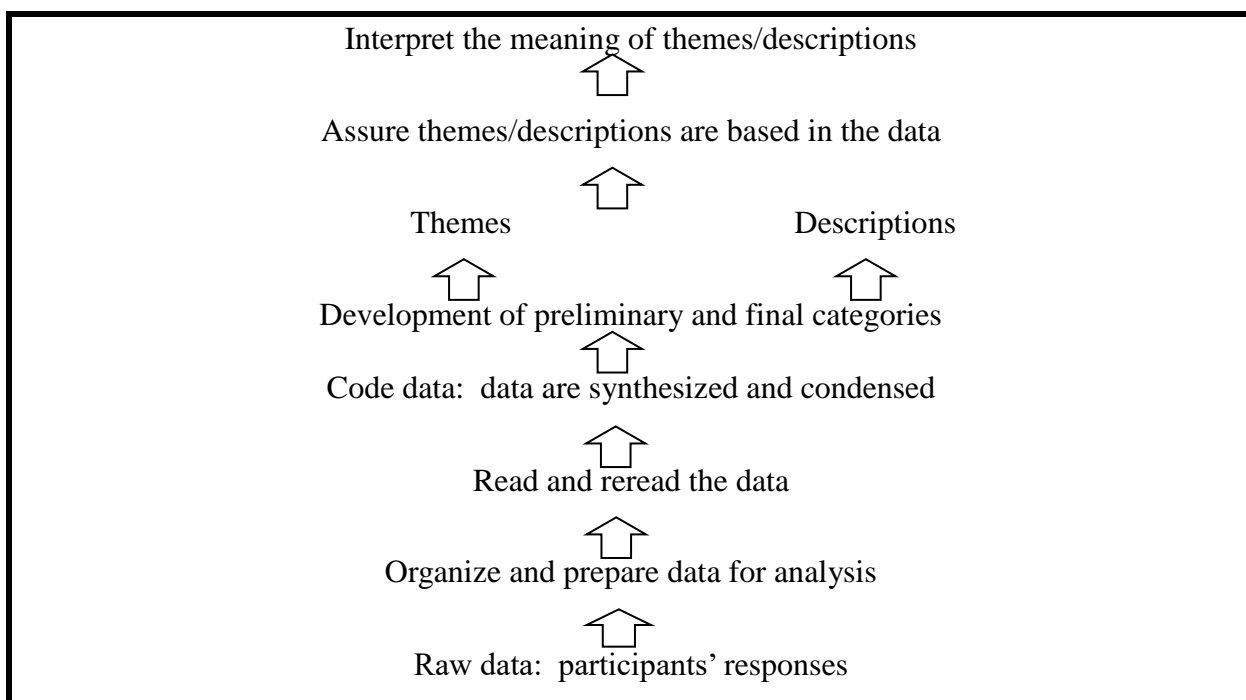 Interpret the meaning of themes/descriptions
Assure themes/descriptions are based in the data
Themes Descriptions
Development of preliminary and final categories
Code data:  data are synthesized and condensed
Read and reread the data
Organize and prepare data for analysis
Raw data:  participants’ responses